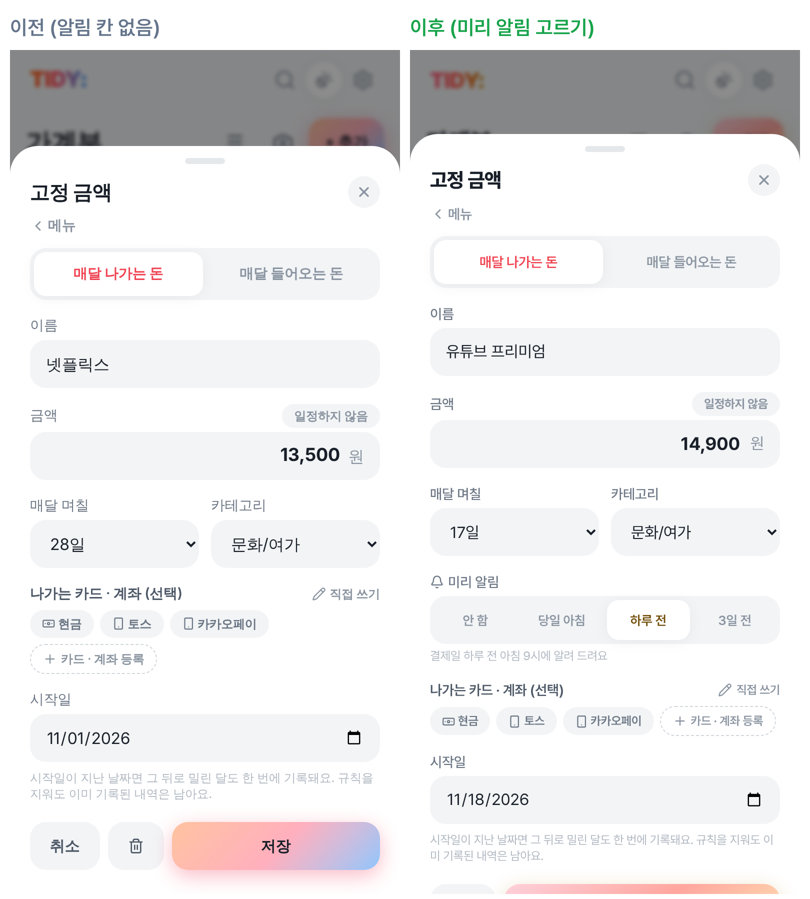 이전 (알림 칸 없음)
TIDY:
가계부
+ 추가
고정 금액
메뉴
매달 나가는 돈
매달 들어오는 돈
이름
넷플릭스
금액
일정하지 않음
13,500 원
매달 며칠
카테고리
28일
문화/여가
나가는 카드 · 계좌 (선택)
직접 쓰기
현금
토스
카카오페이
+ 카드 · 계좌 등록
시작일
11/01/2026
시작일이 지난 날짜면 그 뒤로 밀린 달도 한 번에 기록돼요. 규칙을
지워도 이미 기록된 내역은 남아요.
취소
저장
이후 (미리 알림 고르기)
TIDY:
고정 금액
메뉴
매달 나가는 돈
매달 들어오는 돈
이름
유튜브 프리미엄
금액
일정하지 않음
14,900 원
매달 며칠
카테고리
17일
문화/여가
미리 알림
안 함
당일 아침
하루 전
3일 전
결제일 하루 전 아침 9시에 알려 드려요
나가는 카드 · 계좌 (선택)
직접 쓰기
현금
토스
카카오페이
+ 카드 · 계좌 등록
시작일
11/18/2026
시작일이 지난 날짜면 그 뒤로 밀린 달도 한 번에 기록돼요. 규칙을 지워도 이
미 기록된 내역은 남아요.